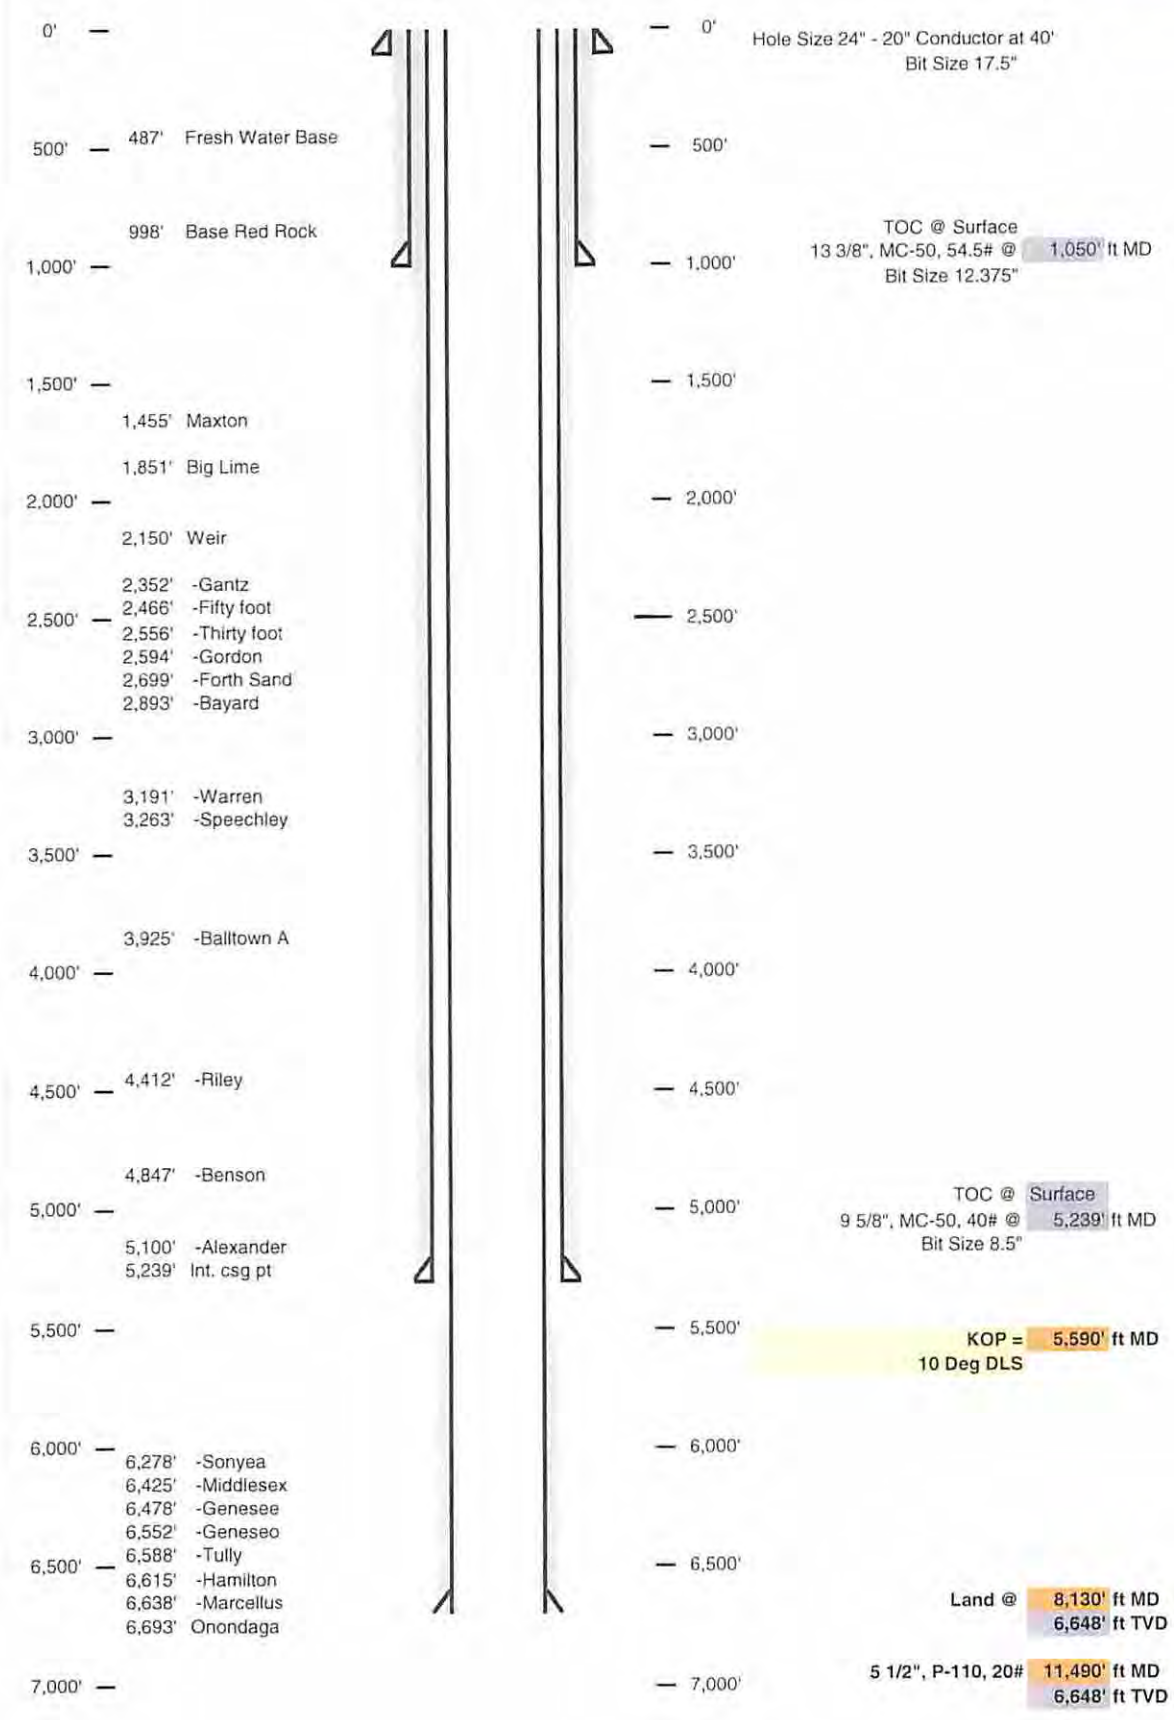 0'
0'
Hole Size 24" - 20" Conductor at 40'
Bit Size 17.5"
487' Fresh Water Base
500'
500'
998' Base Red Rock
TOC @ Surface
13 3/8", MC-50, 54.5# @ 1,050' ft MD
Bit Size 12.375"
1,000'
1,000'
1,500'
1,500'
1,455' Maxton
1,851' Big Lime
2,000'
2,000'
2,150' Weir
2,352' -Gantz
2,466' -Fifty foot
2,500'
2,500'
2,556' -Thirty foot
2,594' -Gordon
2,699' -Forth Sand
2,893' -Bayard
3,000'
3,000'
3,191' -Warren
3,263' -Speechley
3,500'
3,500'
3,925' -Balltown A
4,000'
4,000'
4,412' -Riley
4,500'
4,500'
4,847' -Benson
5,000'
5,000'
TOC @ Surface
9 5/8", MC-50, 40# @ 5,239' ft MD
Bit Size 8.5"
5,100' -Alexander
5,239' Int. csg pt
5,500'
5,500'
KOP = 5,590' ft MD
10 Deg DLS
6,000'
6,000'
6,278' -Sonyea
6,425' -Middlesex
6,478' -Genesee
6,552' -Geneseo
6,588' -Tully
6,500'
6,500'
6,615' -Hamilton
6,638' -Marcellus
6,693' Onondaga
Land @ 8,130' ft MD
6,648' ft TVD
5 1/2", P-110, 20# 11,490' ft MD
6,648' ft TVD
7,000'
7,000'